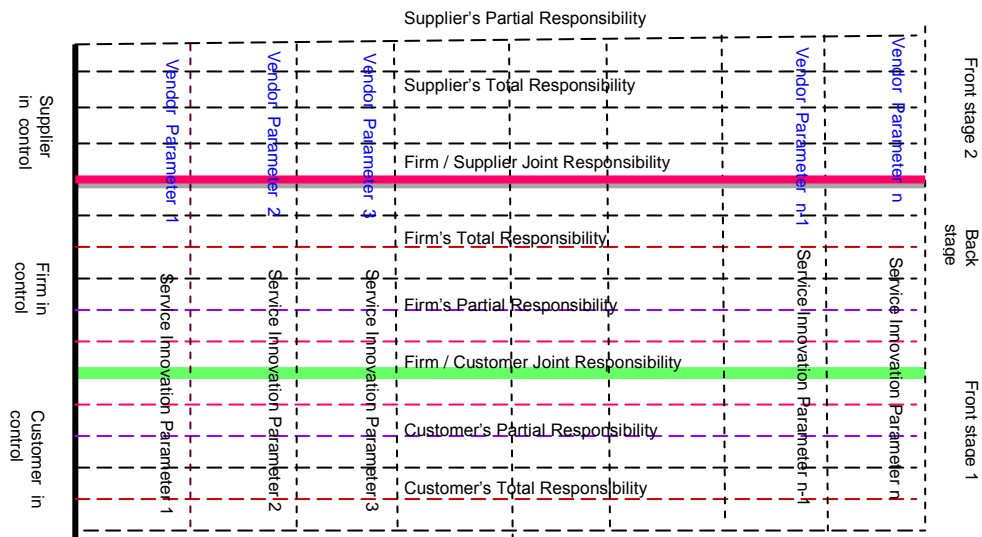 Supplier's Partial Responsibility
Supplier's Total Responsibility
Firm / Supplier Joint Responsibility
Firm's Total Responsibility
Firm's Partial Responsibility
Firm / Customer Joint Responsibility
Customer's Partial Responsibility
Customer's Total Responsibility
Supplier
in control
Firm in
control
Customer in
control
Vendor Parameter 1
Vendor Parameter 2
Vendor Parameter 3
Vendor Parameter n-1
Vendor Parameter n
Service Innovation Parameter 1
Service Innovation Parameter 2
Service Innovation Parameter 3
Service Innovation Parameter n-1
Service Innovation Parameter n
Front stage 2
Back
stage
Front stage 1